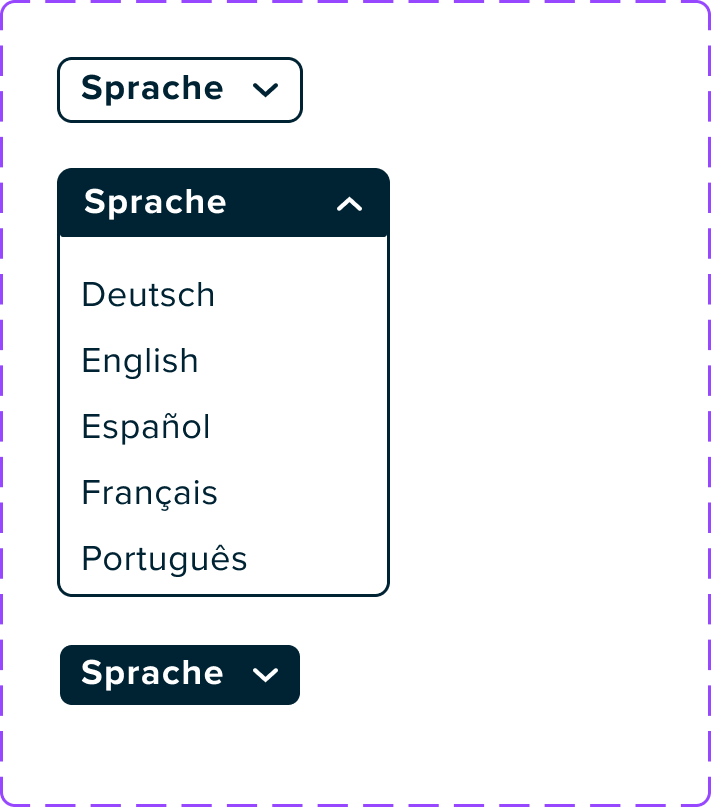 Sprache
Sprache
Deutsch
English
Español
Français
Português
Sprache